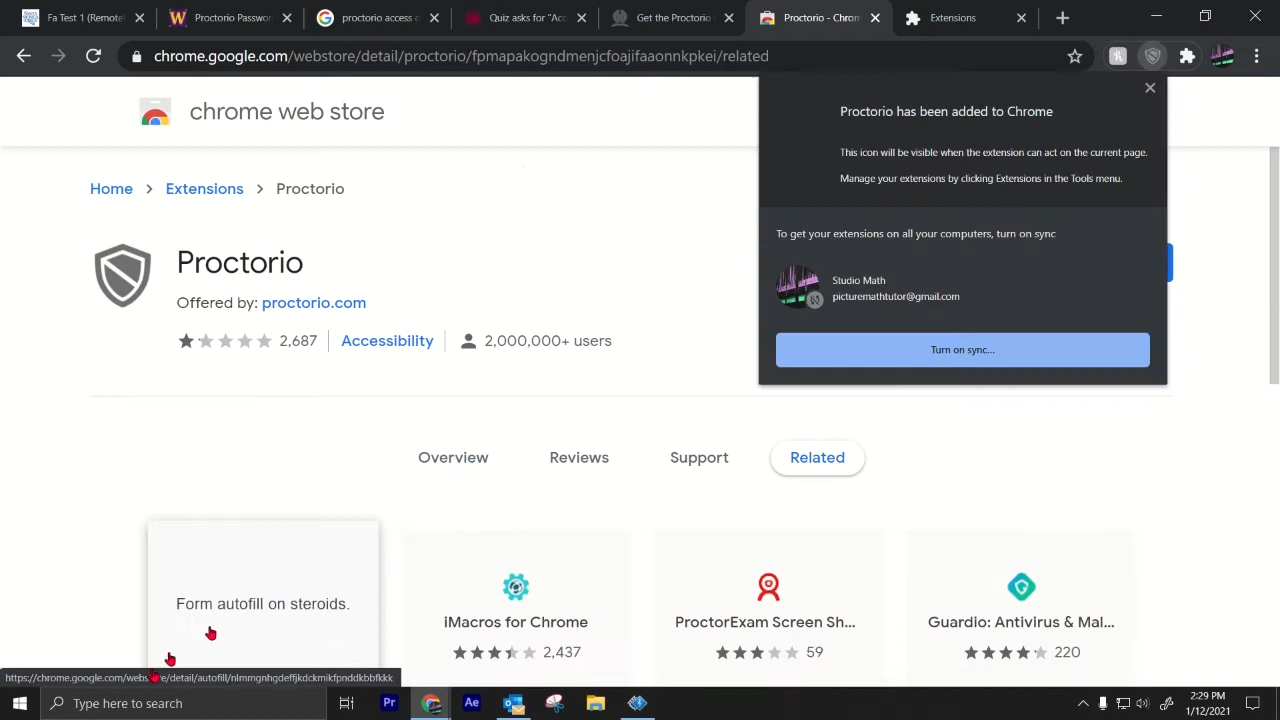 Fa Test 1 (Remotel
Proctorio Passwor
proctorio access c
Quiz asks for "Acc
Get the Proctorio
Proctorio - Chrom
Extensions
chrome.google.com/webstore/detail/proctorio/fpmapakogndmenjcfoajifaaonnkpkei/related
chrome web store
Proctorio has been added to Chrome
This icon will be visible when the extension can act on the current page.
Manage your extensions by clicking Extensions in the Tools menu.
To get your extensions on all your computers, turn on sync
Studio Math
picturemathtutor@gmail.com
Turn on sync...
Home > Extensions > Proctorio
Proctorio
Offered by: proctorio.com
2,687 Accessibility 2,000,000+ users
Overview Reviews Support Related
Form autofill on steroids.
iMacros for Chrome
2,437
ProctorExam Screen Sh...
59
Guardio: Antivirus & Mal...
220
https://chrome.google.com/webstore/detail/autofill/nlmmgnhgdeffjkdckmikfpnddkbbfkkk
Type here to search
Pr
Ae
2:29 PM
1/12/2021